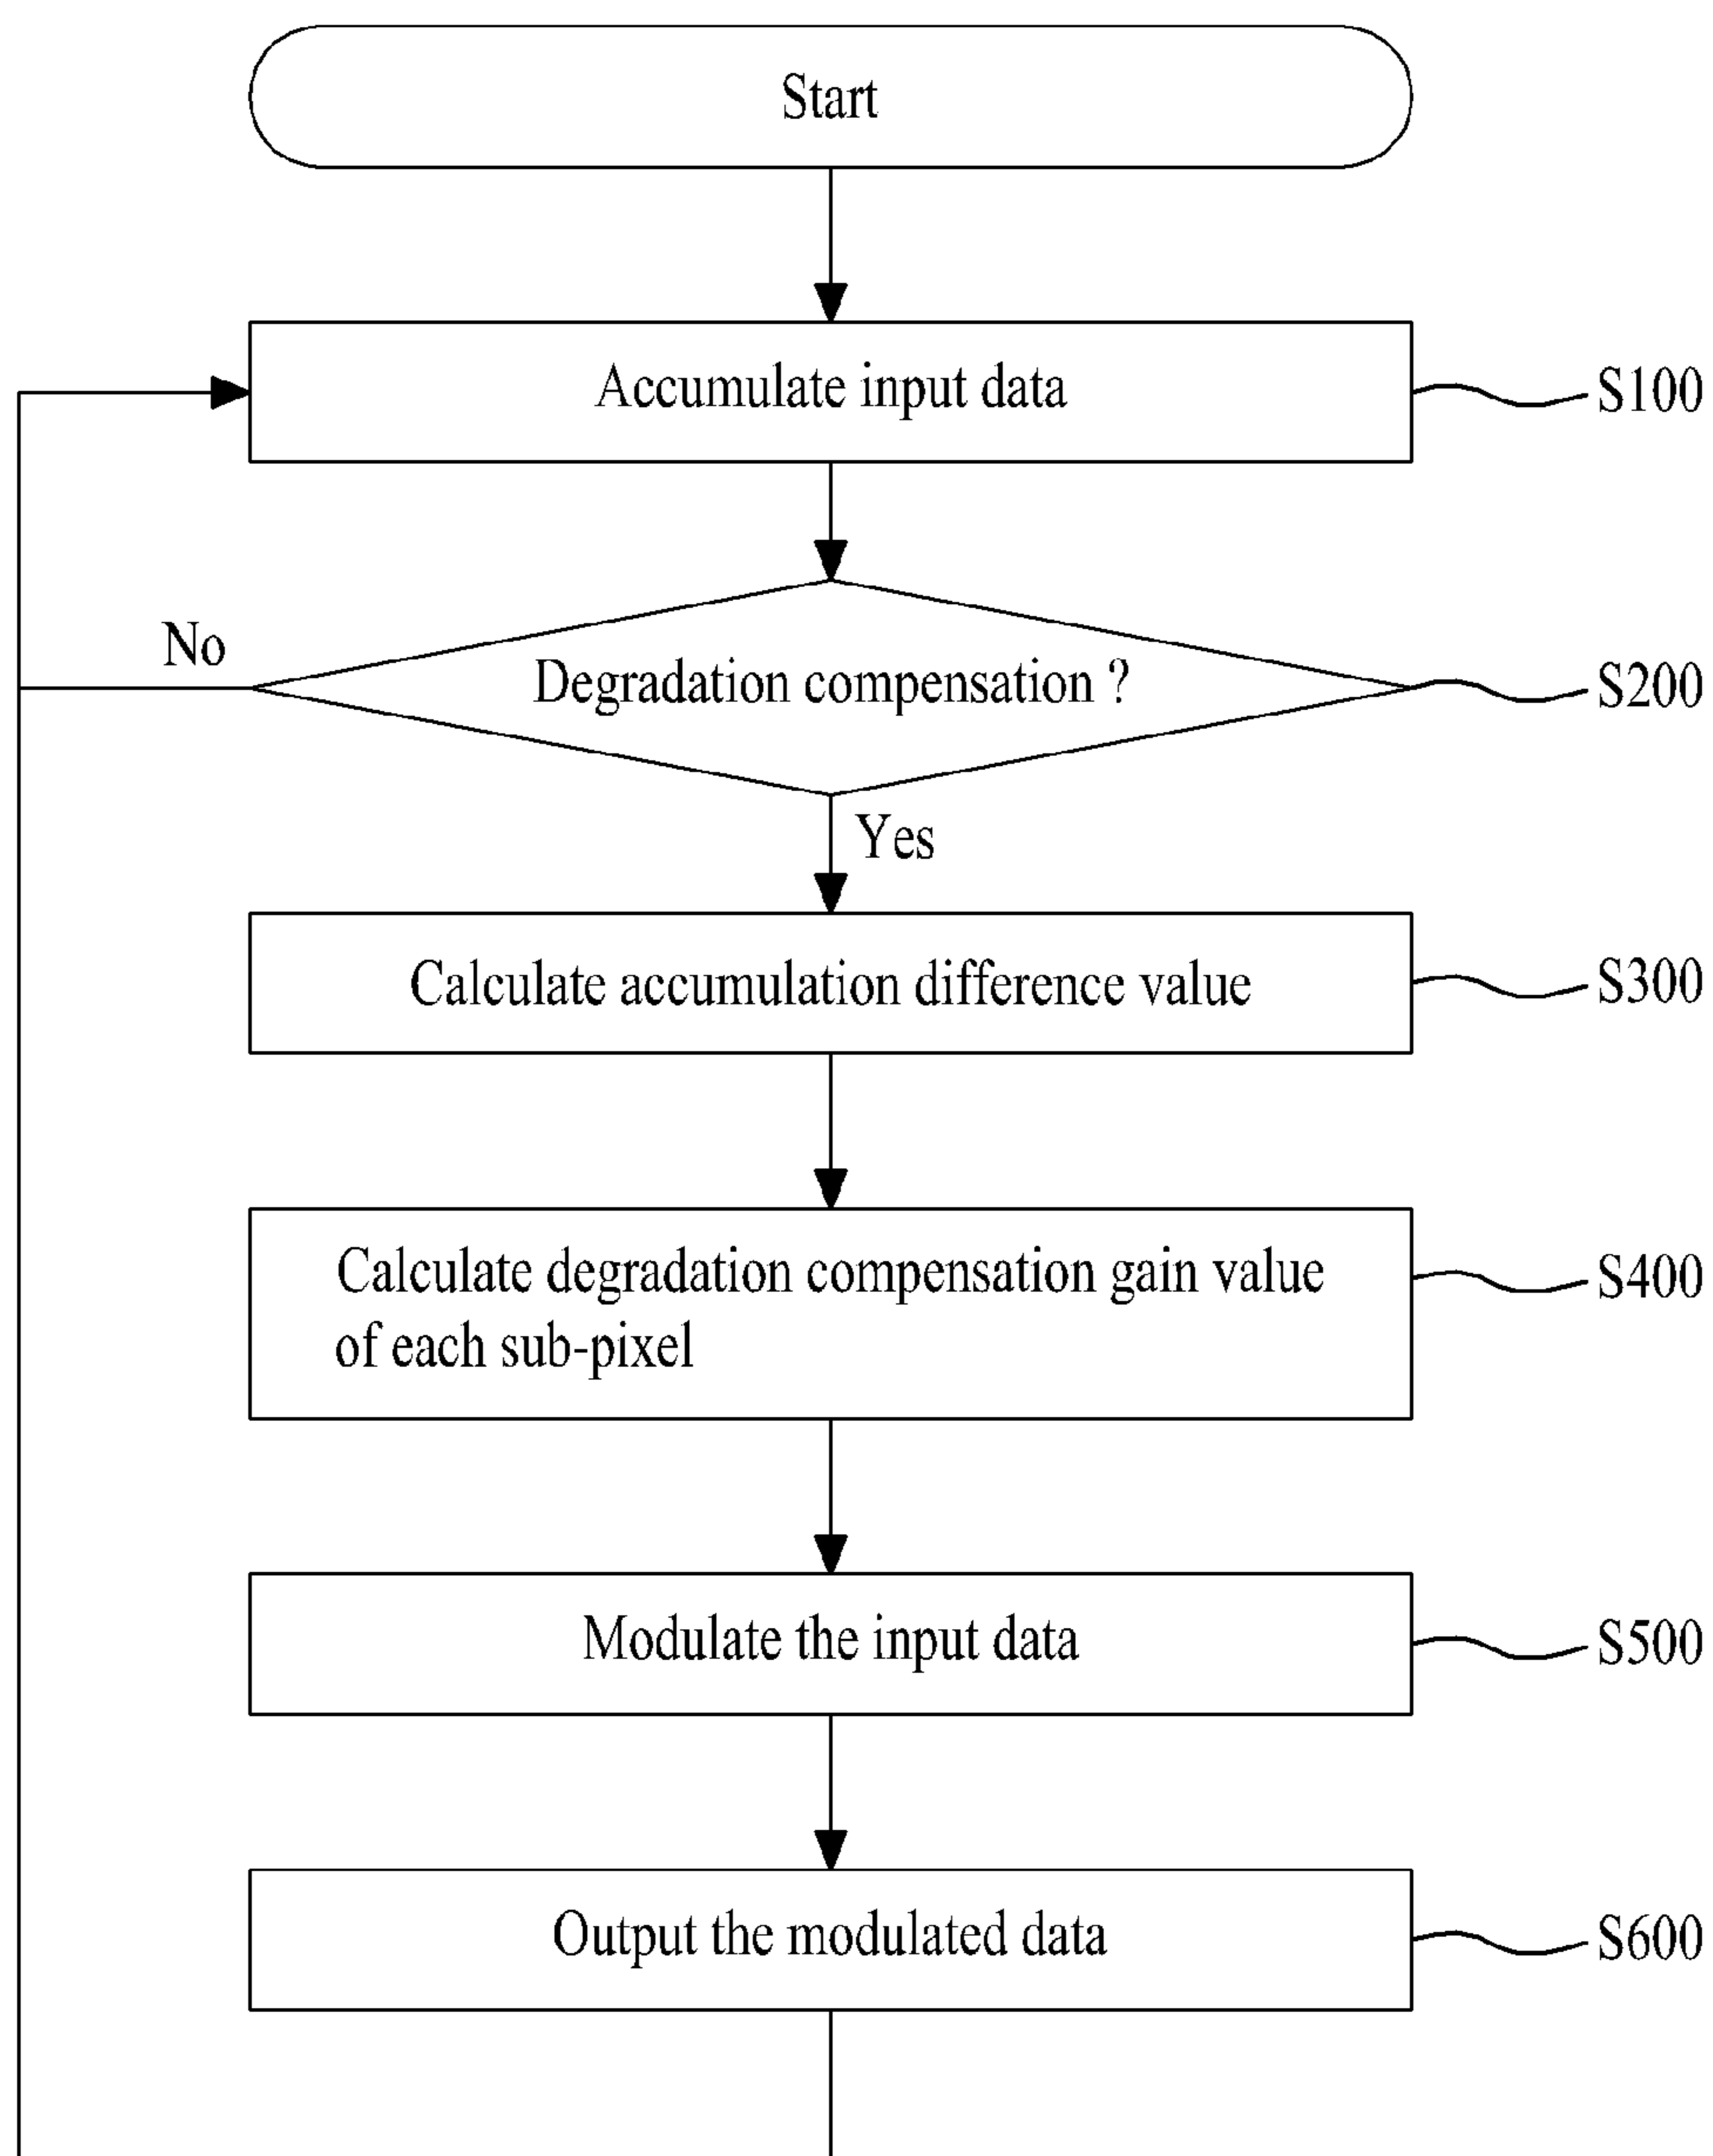 Start
Accumulate input data
S100
No
Degradation compensation ?
S200
Yes
Calculate accumulation difference value
S300
Calculate degradation compensation gain value
of each sub-pixel
S400
Modulate the input data
S500
Output the modulated data
S600